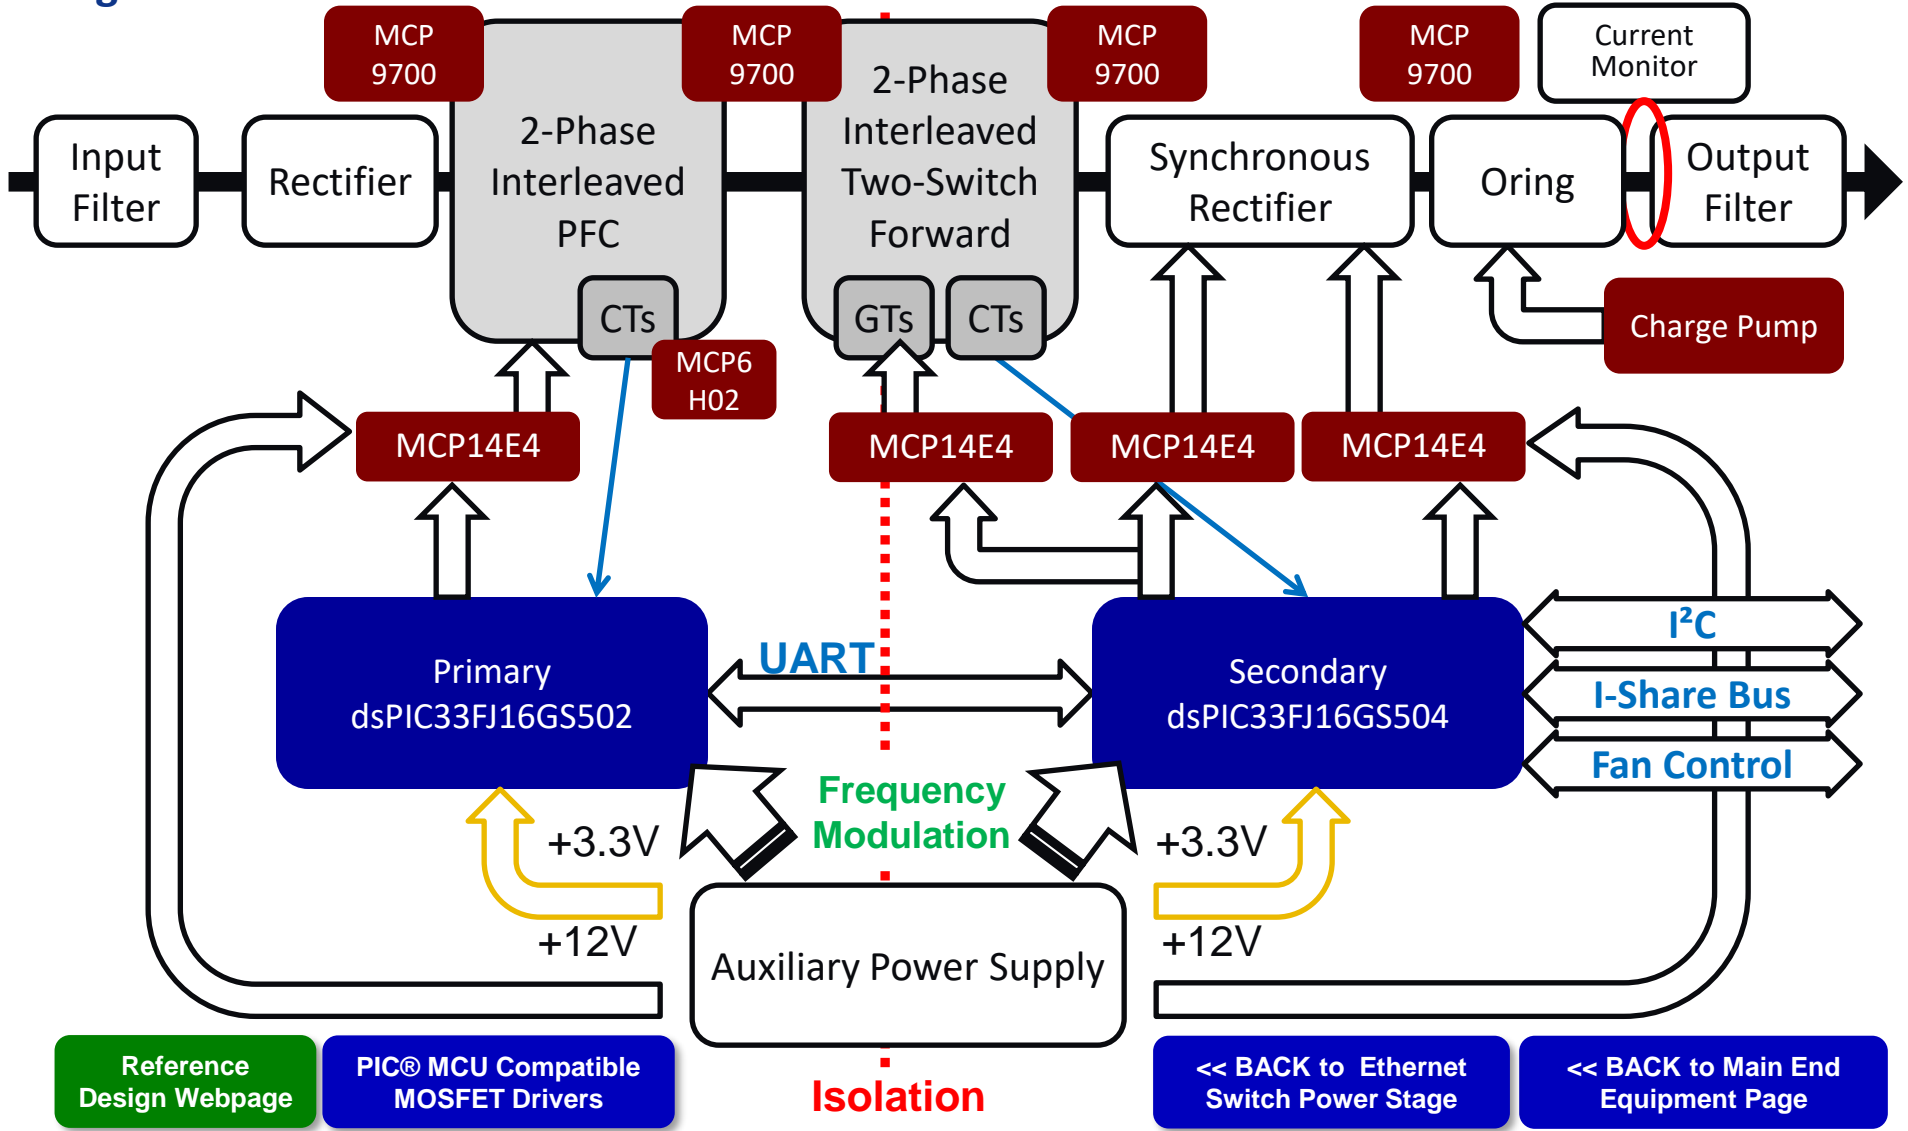 MCP
9700
MCP
9700
MCP
9700
MCP
9700
Current
Monitor
Input
Filter
Rectifier
2-Phase
Interleaved
PFC
2-Phase
Interleaved
Two-Switch
Forward
Synchronous
Rectifier
Oring
Output
Filter
CTs
GTs
CTs
Charge Pump
MCP6
H02
MCP14E4
MCP14E4
MCP14E4
MCP14E4
Primary
dsPIC33FJ16GS502
UART
Secondary
dsPIC33FJ16GS504
I²C
I-Share Bus
Fan Control
Frequency
Modulation
+3.3V
+3.3V
+12V
+12V
Auxiliary Power Supply
Reference
Design Webpage
PIC® MCU Compatible
MOSFET Drivers
Isolation
<< BACK to Ethernet
Switch Power Stage
<< BACK to Main End
Equipment Page